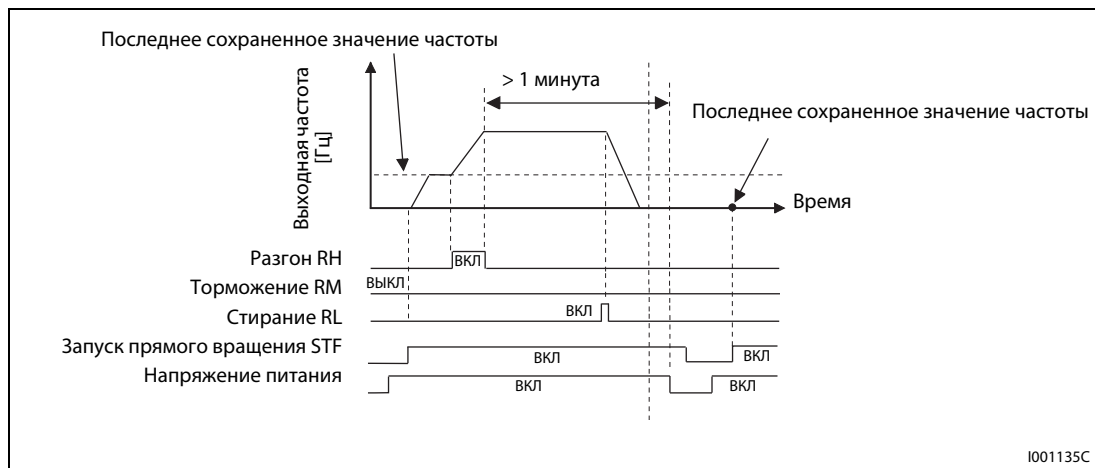 Последнее сохраненное значение частоты
> 1 минута
Последнее сохраненное значение частоты
Выходная частота
[Гц]
Время
Разгон RH
ВКЛ
Торможение RM
ВЫКЛ
Стирание RL
ВКЛ
Запуск прямого вращения STF
ВКЛ
ВКЛ
Напряжение питания
ВКЛ
ВКЛ
I001135C